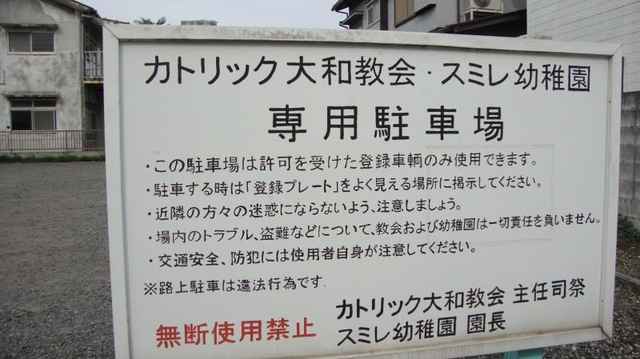 カトリック大和教会・スミレ幼稚園
専用駐車場
・この駐車場は許可を受けた登録車輌のみ使用できます。
・駐車する時は「登録プレート」をよく見える場所に掲示してください。
・近隣の方々の迷惑にならないよう、注意しましょう。
・場内のトラブル、盗難などについて、教会および幼稚園は一切責任を負いません。
・交通安全、防犯には使用者自身が注意してください。
※路上駐車は違法行為です.
無断使用禁止
カトリック大和教会 主任司祭
スミレ幼稚園 園長